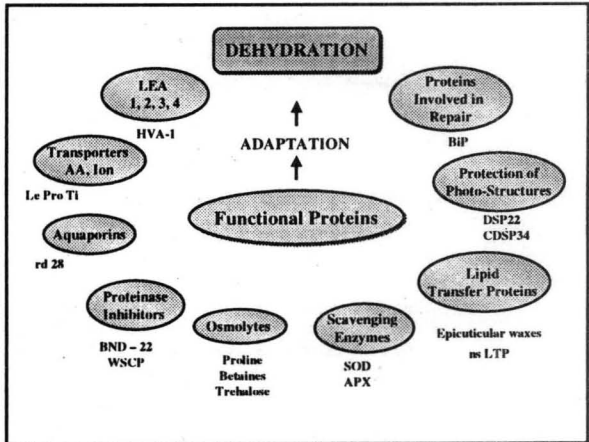 DEHYDRATION
ADAPTATION
Functional Proteins
LEA
1, 2, 3, 4
HVA-1
Transporters
AA, Ion
Le Pro Ti
Aquaporins
rd 28
Proteinase
Inhibitors
BND – 22
WSCP
Osmolytes
Proline
Betaines
Trehalose
Scavenging
Enzymes
SOD
APX
Lipid
Transfer Proteins
Epicuticular waxes
ns LTP
Protection of
Photo-Structures
DSP22
CDSP34
Proteins
Involved in
Repair
BiP